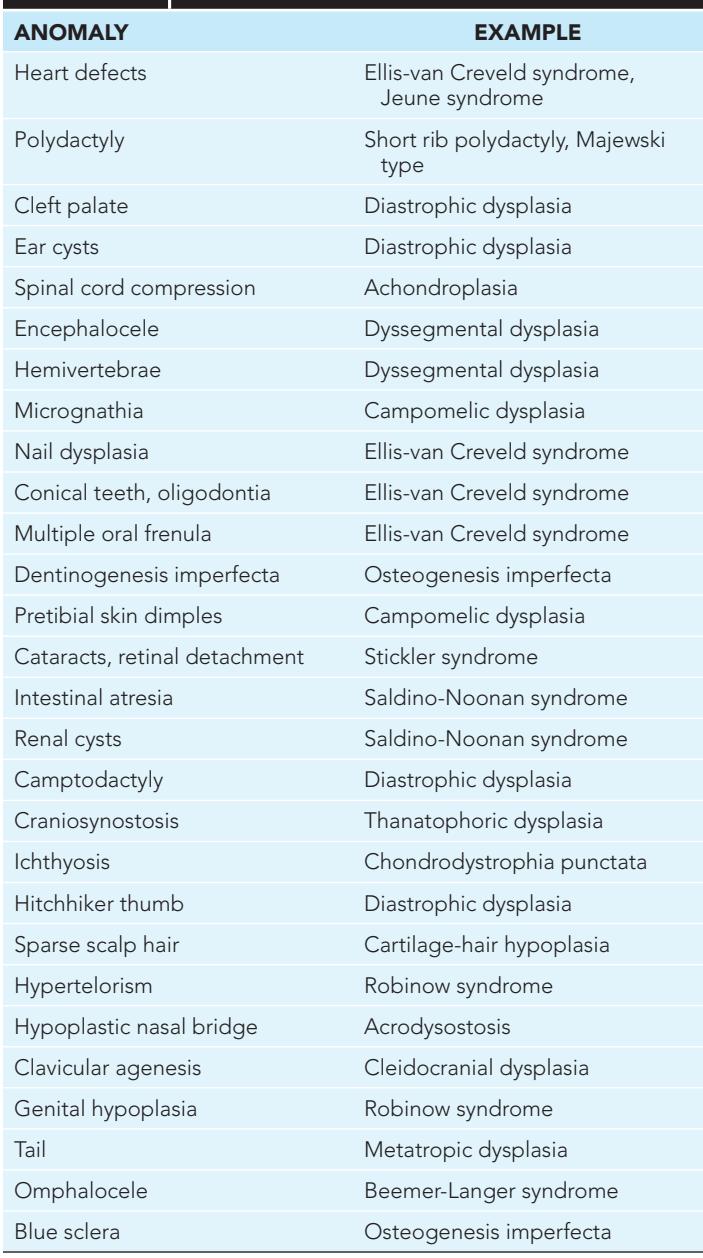 ANOMALY EXAMPLE
Heart defects Ellis-van Creveld syndrome,
Jeune syndrome
Polydactyly Short rib polydactyly, Majewski
type
Cleft palate Diastrophic dysplasia
Ear cysts Diastrophic dysplasia
Spinal cord compression Achondroplasia
Encephalocele Dyssegmental dysplasia
Hemivertebrae Dyssegmental dysplasia
Micrognathia Campomelic dysplasia
Nail dysplasia Ellis-van Creveld syndrome
Conical teeth, oligodontia Ellis-van Creveld syndrome
Multiple oral frenula Ellis-van Creveld syndrome
Dentinogenesis imperfecta Osteogenesis imperfecta
Pretibial skin dimples Campomelic dysplasia
Cataracts, retinal detachment Stickler syndrome
Intestinal atresia Saldino-Noonan syndrome
Renal cysts Saldino-Noonan syndrome
Camptodactyly Diastrophic dysplasia
Craniosynostosis Thanatophoric dysplasia
Ichthyosis Chondrodystrophia punctata
Hitchhiker thumb Diastrophic dysplasia
Sparse scalp hair Cartilage-hair hypoplasia
Hypertelorism Robinow syndrome
Hypoplastic nasal bridge Acrodysostosis
Clavicular agenesis Cleidocranial dysplasia
Genital hypoplasia Robinow syndrome
Tail Metatropic dysplasia
Omphalocele Beemer-Langer syndrome
Blue sclera Osteogenesis imperfecta